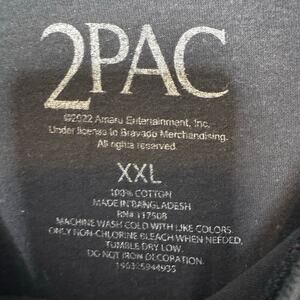 2PAC
©2022 Amaru Entertainment, Inc.
Under license to Bravado Merchandising.
All rights reserved.
XXL
100% COTTON
MADE IN BANGLADESH
RN# 117508
MACHINE WASH COLD WITH LIKE COLORS.
ONLY NON-CHLORINE BLEACH WHEN NEEDED.
TUMBLE DRY LOW.
DO NOT IRON DECORATION.